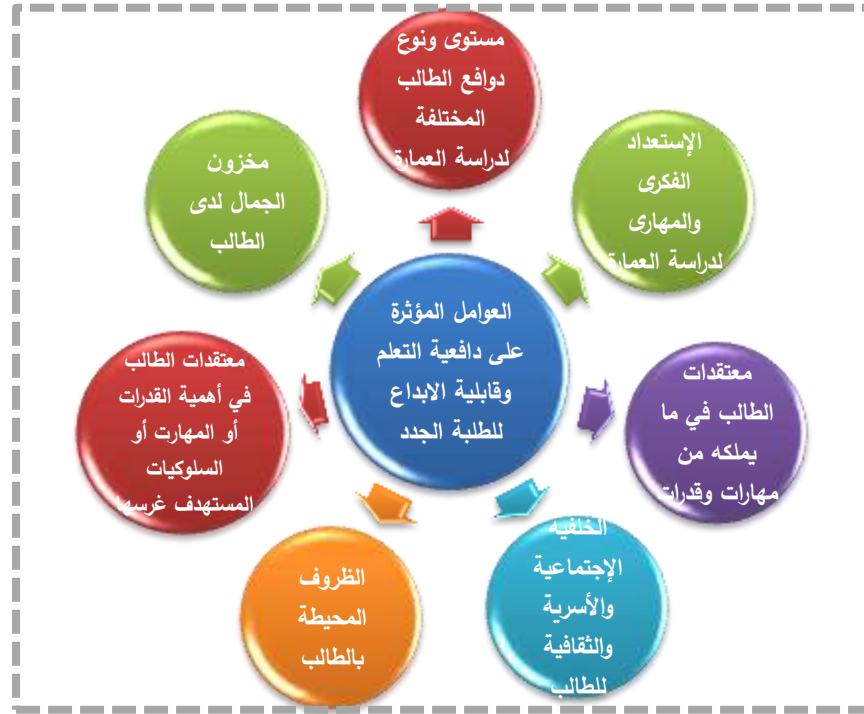 مستوى ونوع
دوافع الطالب
المختلفة
لدراسة العمارة
الإستعداد
الفكرى
والمهارى
لدراسة العمارة
معتقدات
الطالب في ما
يملكه من
مهارات وقدرات
الخلفيه
الإجتماعية
والأسرية
والثقافية
للطالب
الظروف
المحيطة
بالطالب
معتقدات الطالب
في أهمية القدرات
أو المهارت أو
السلوكيات
المستهدف غرسها
مخزون
الجمال لدى
الطالب
العوامل المؤثرة
على دافعية التعلم
وقابلية الابداع
للطلبة الجدد